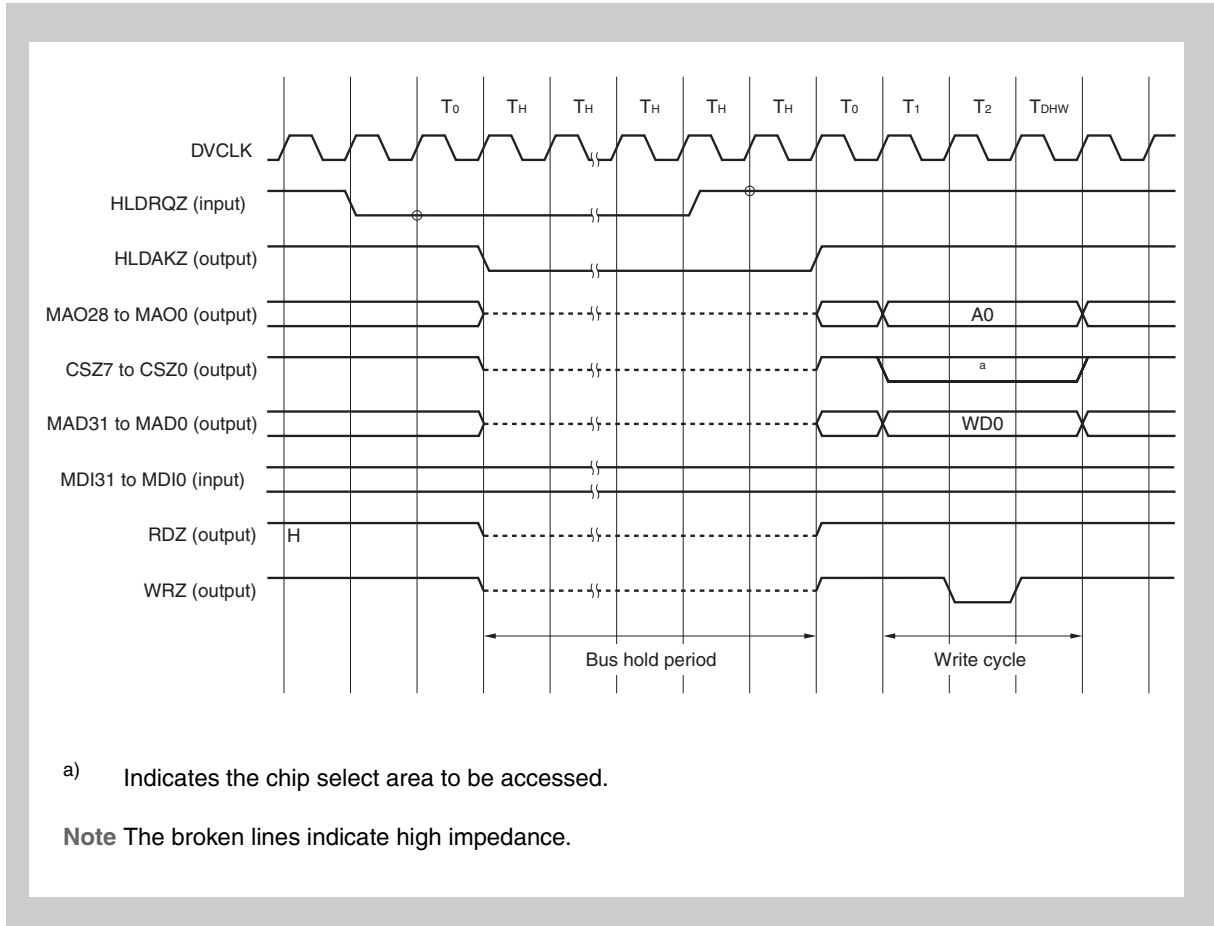 T0 TH TH TH TH TH T0 T1 T2 TDHW
DVCLK
HLDRQZ (input)
HLDAKZ (output)
MAO28 to MAO0 (output) A0
CSZ7 to CSZ0 (output) a
MAD31 to MAD0 (output) WD0
MDI31 to MDI0 (input)
RDZ (output) H
WRZ (output)
Bus hold period Write cycle
a) Indicates the chip select area to be accessed.
Note The broken lines indicate high impedance.